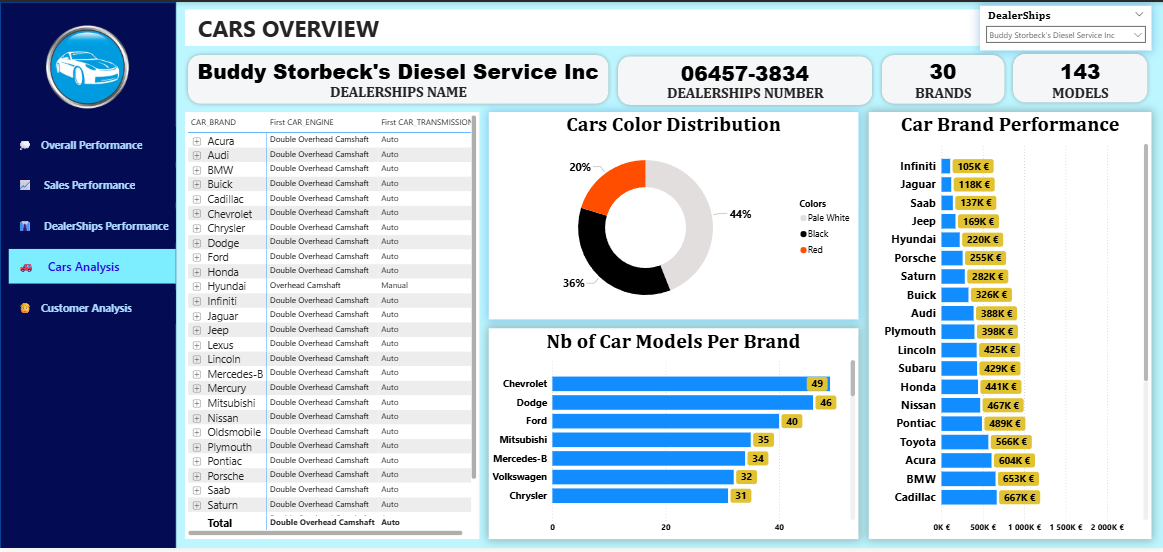 CARS OVERVIEW
DealerShips
Buddy Storbeck's Diesel Service Inc
Buddy Storbeck's Diesel Service Inc
DEALERSHIPS NAME
06457-3834
DEALERSHIPS NUMBER
30
BRANDS
143
MODELS
Overall Performance
Sales Performance
DealerShips Performance
Cars Analysis
Customer Analysis
CAR_BRAND First CAR_ENGINE First CAR_TRANSMISSION
Acura Double Overhead Camshaft Auto
Audi Double Overhead Camshaft Auto
BMW Double Overhead Camshaft Auto
Buick Double Overhead Camshaft Auto
Cadillac Double Overhead Camshaft Auto
Chevrolet Double Overhead Camshaft Auto
Chrysler Double Overhead Camshaft Auto
Dodge Double Overhead Camshaft Auto
Ford Double Overhead Camshaft Auto
Honda Double Overhead Camshaft Auto
Hyundai Overhead Camshaft Manual
Infiniti Double Overhead Camshaft Auto
Jaguar Double Overhead Camshaft Auto
Jeep Double Overhead Camshaft Auto
Lexus Double Overhead Camshaft Auto
Lincoln Double Overhead Camshaft Auto
Mercedes-B Double Overhead Camshaft Auto
Mercury Double Overhead Camshaft Auto
Mitsubishi Double Overhead Camshaft Auto
Nissan Double Overhead Camshaft Auto
Oldsmobile Double Overhead Camshaft Auto
Plymouth Double Overhead Camshaft Auto
Pontiac Double Overhead Camshaft Auto
Porsche Double Overhead Camshaft Auto
Saab Double Overhead Camshaft Auto
Saturn Double Overhead Camshaft Auto
Total Double Overhead Camshaft Auto
Cars Color Distribution
20%
44%
36%
Colors
Pale White
Black
Red
Nb of Car Models Per Brand
Chevrolet 49
Dodge 46
Ford 40
Mitsubishi 35
Mercedes-B 34
Volkswagen 32
Chrysler 31
0 20 40
Car Brand Performance
Infiniti 105K €
Jaguar 118K €
Saab 137K €
Jeep 169K €
Hyundai 220K €
Porsche 255K €
Saturn 282K €
Buick 326K €
Audi 388K €
Plymouth 398K €
Lincoln 425K €
Subaru 429K €
Honda 441K €
Nissan 467K €
Pontiac 489K €
Toyota 566K €
Acura 604K €
BMW 653K €
Cadillac 667K €
0K € 500K € 1 000K € 1 500K € 2 000K €